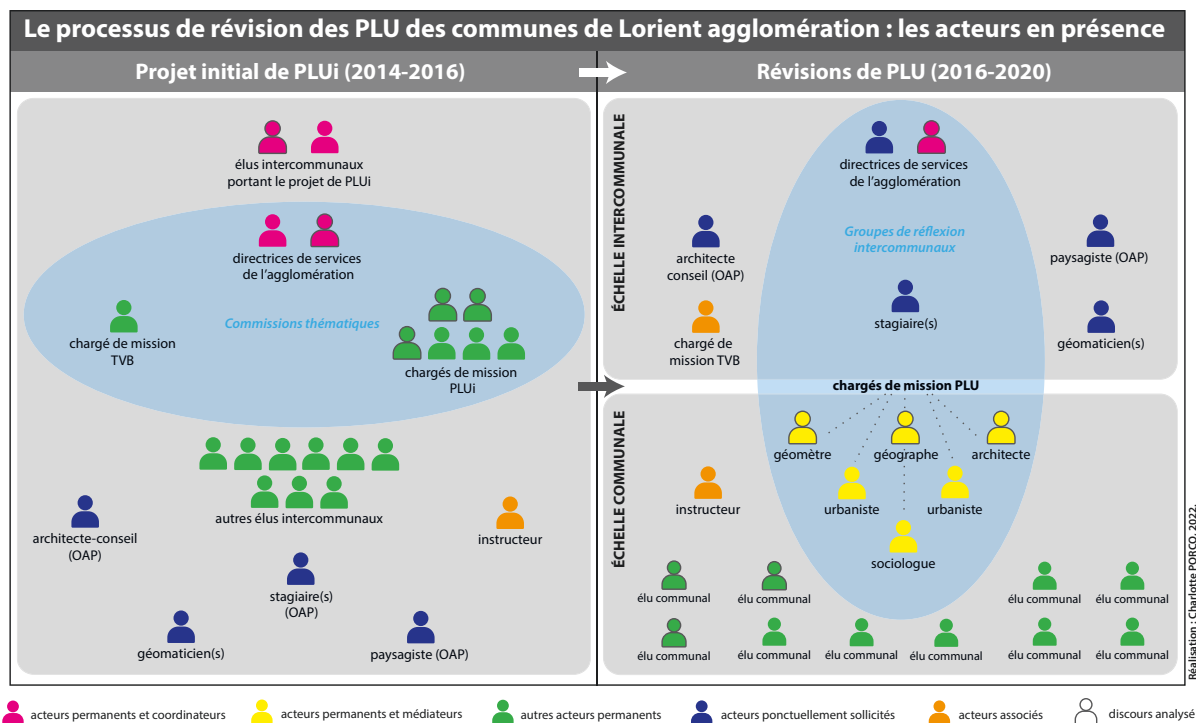 Le processus de révision des PLU des communes de Lorient agglomération : les acteurs en présence
Projet initial de PLUi (2014-2016)
élus intercommunaux
portant le projet de PLUi
directrices de services
de l'agglomération
Commissions thématiques
chargé de mission
TVB
chargés de mission
PLUi
autres élus intercommunaux
architecte-conseil
(OAP)
instructeur
stagiaire(s)
(OAP)
géomaticien(s)
paysagiste (OAP)
Révisions de PLU (2016-2020)
ÉCHELLE INTERCOMMUNALE
directrices de services
de l'agglomération
Groupes de réflexion
intercommunaux
architecte
conseil (OAP)
paysagiste (OAP)
stagiaire(s)
chargé de
mission TVB
géomaticien(s)
chargés de mission PLU
ÉCHELLE COMMUNALE
géomètre
géographe
architecte
instructeur
urbaniste
urbaniste
sociologue
élu communal
élu communal
élu communal
élu communal
élu communal
élu communal
élu communal
élu communal
élu communal
élu communal
Réalisation : Charlotte PORCQ, 2022.
acteurs permanents et coordinateurs
acteurs permanents et médiateurs
autres acteurs permanents
acteurs ponctuellement sollicités
acteurs associés
discours analysé